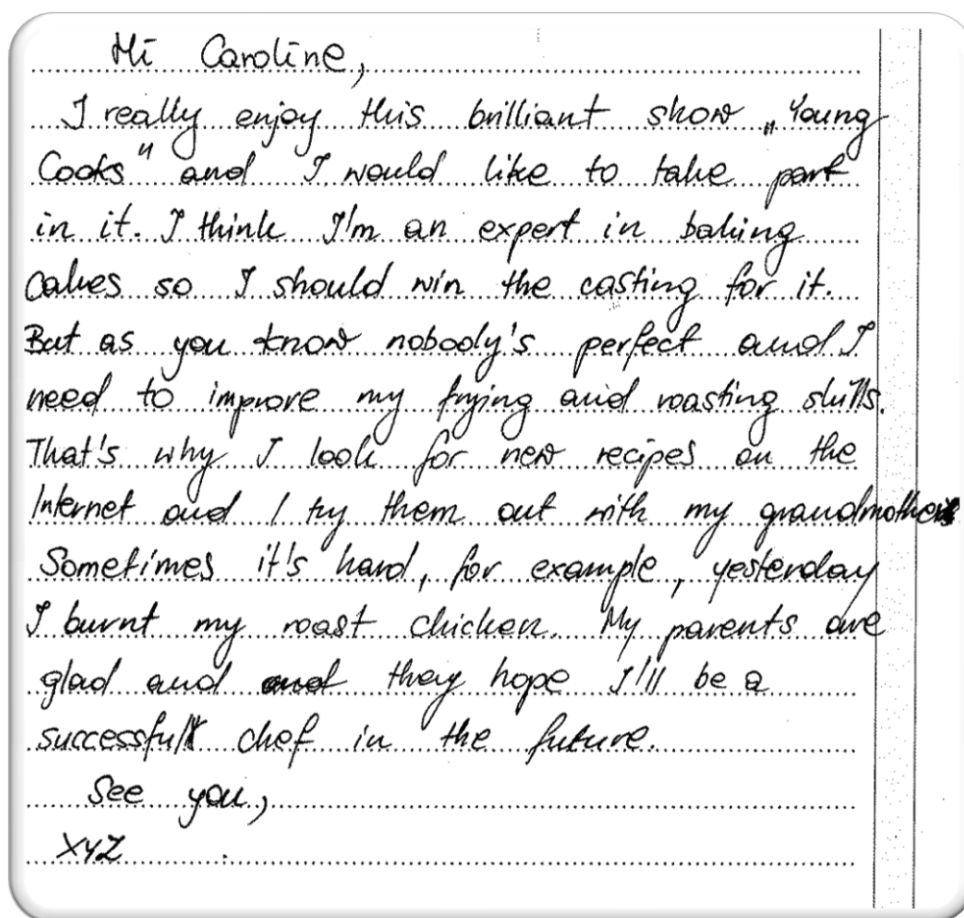 Hi Caroline,
I really enjoy this brilliant show „Young
Cooks" and I would like to take part
in it. I think I'm an expert in baking
cakes so I should win the casting for it.
But as you know nobody's perfect and I
need to improve my frying and roasting skills.
That's why I look for new recipes on the
Internet and I try them out with my grandmother
Sometimes it's hard, for example, yesterday
I burnt my roast chicken. My parents are
glad and they hope I'll be a
successful chef in the future.
See you,
XYZ